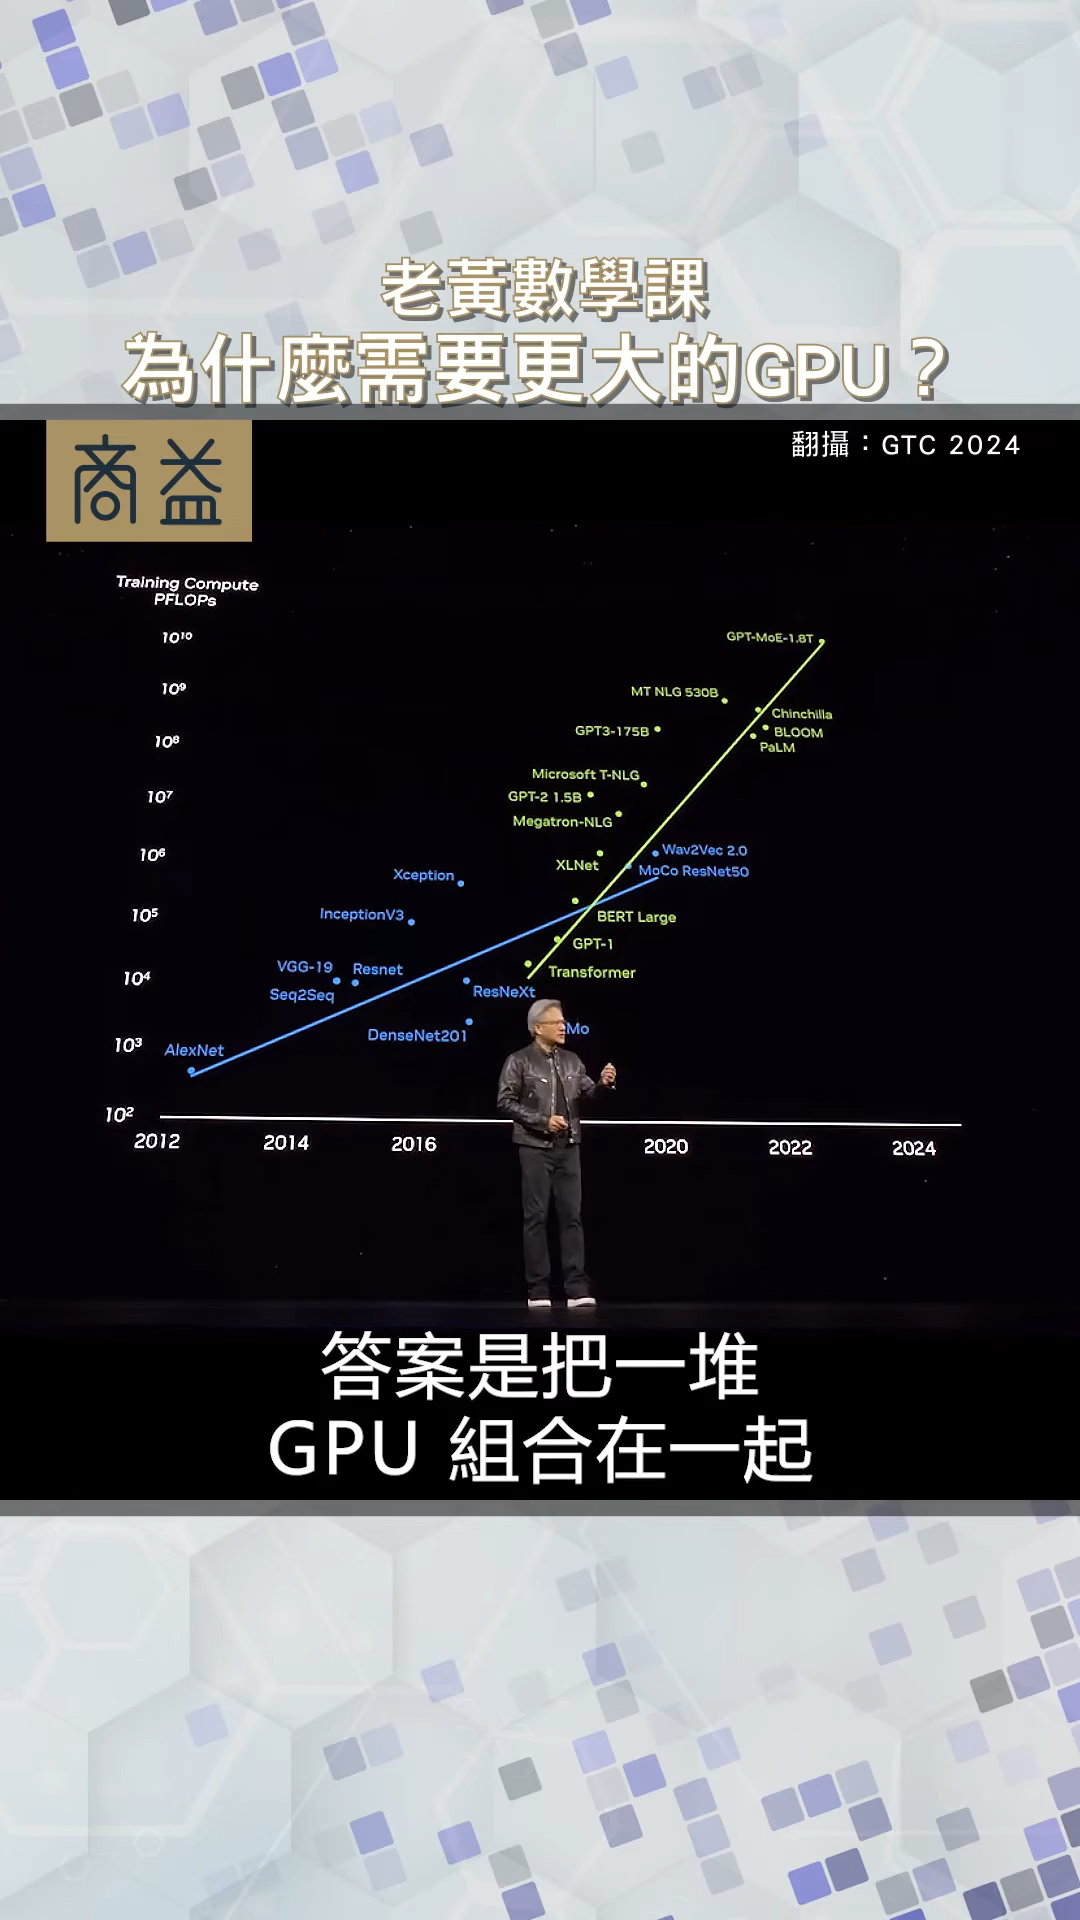 老黃數學課
為什麼需要更大的GPU？
商益
翻攝：GTC 2024
Training Compute
PFLOPs
10¹⁰
10⁹
10⁸
10⁷
10⁶
10⁵
10⁴
10³
10²
GPT-MoE-1.8T
MT NLG 530B
Chinchilla
GPT3-175B
BLOOM
PaLM
Microsoft T-NLG
GPT-2 1.5B
Megatron-NLG
Wav2Vec 2.0
XLNet
MoCo ResNet50
Xception
InceptionV3
BERT Large
GPT-1
VGG-19
Resnet
Transformer
Seq2Seq
ResNeXt
DenseNet201
Mo
AlexNet
2012
2014
2016
2020
2022
2024
答案是把一堆
GPU 組合在一起